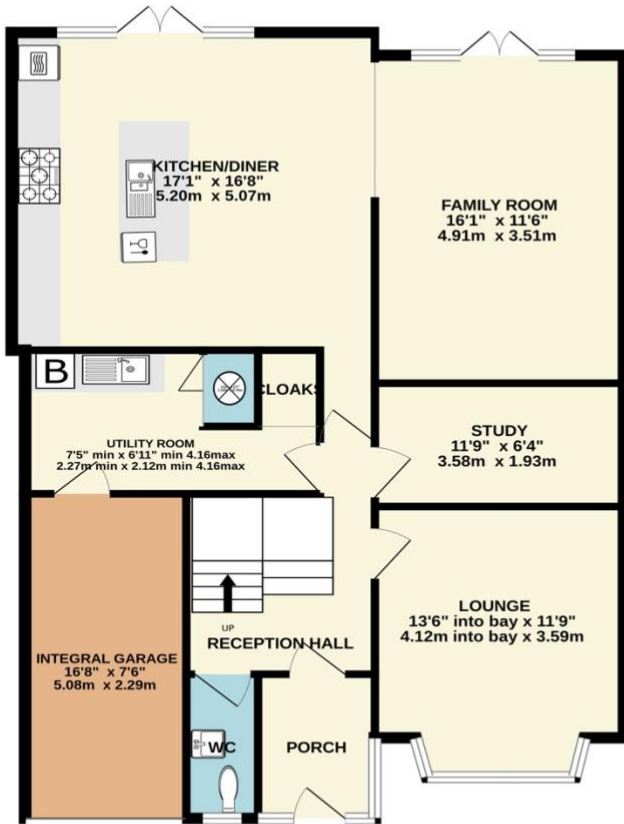 KITCHEN/DINER
17'1" x 16'8"
5.20m x 5.07m
FAMILY ROOM
16'1" x 11'6"
4.91m x 3.51m
B
CLOAKS
UTILITY ROOM
7'5" min x 6'11" min 4.16max
2.27m min x 2.12m min 4.16max
STUDY
11'9" x 6'4"
3.58m x 1.93m
LOUNGE
13'6" into bay x 11'9"
4.12m into bay x 3.59m
UP
RECEPTION HALL
INTEGRAL GARAGE
16'8" x 7'6"
5.08m x 2.29m
WC
PORCH